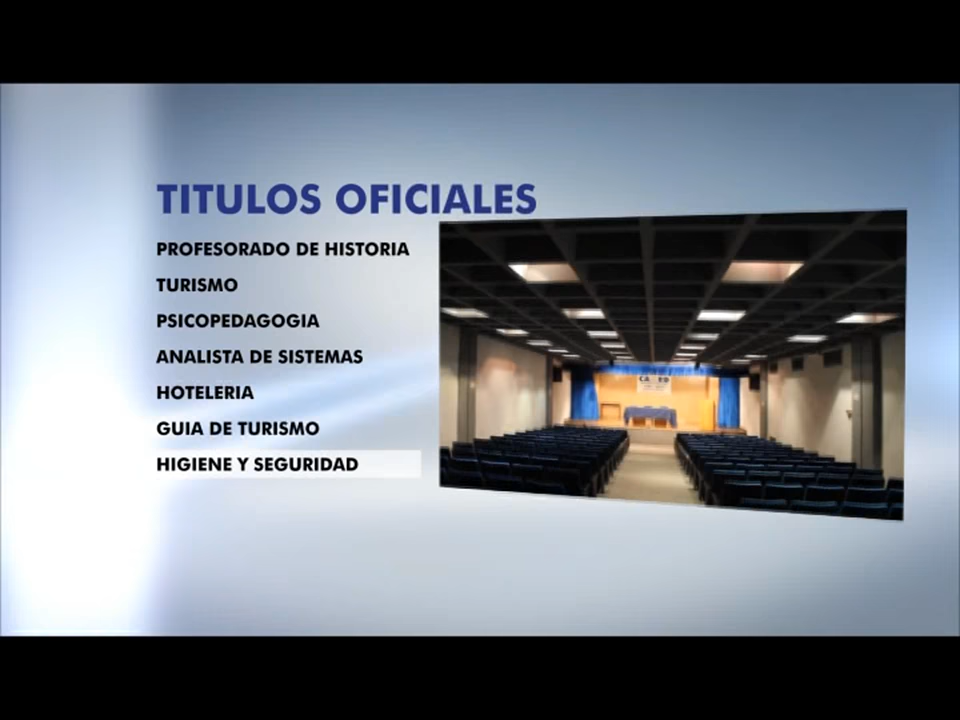 TITULOS OFICIALES
PROFESORADO DE HISTORIA
TURISMO
PSICOPEDAGOGIA
ANALISTA DE SISTEMAS
HOTELERIA
GUIA DE TURISMO
HIGIENE Y SEGURIDAD